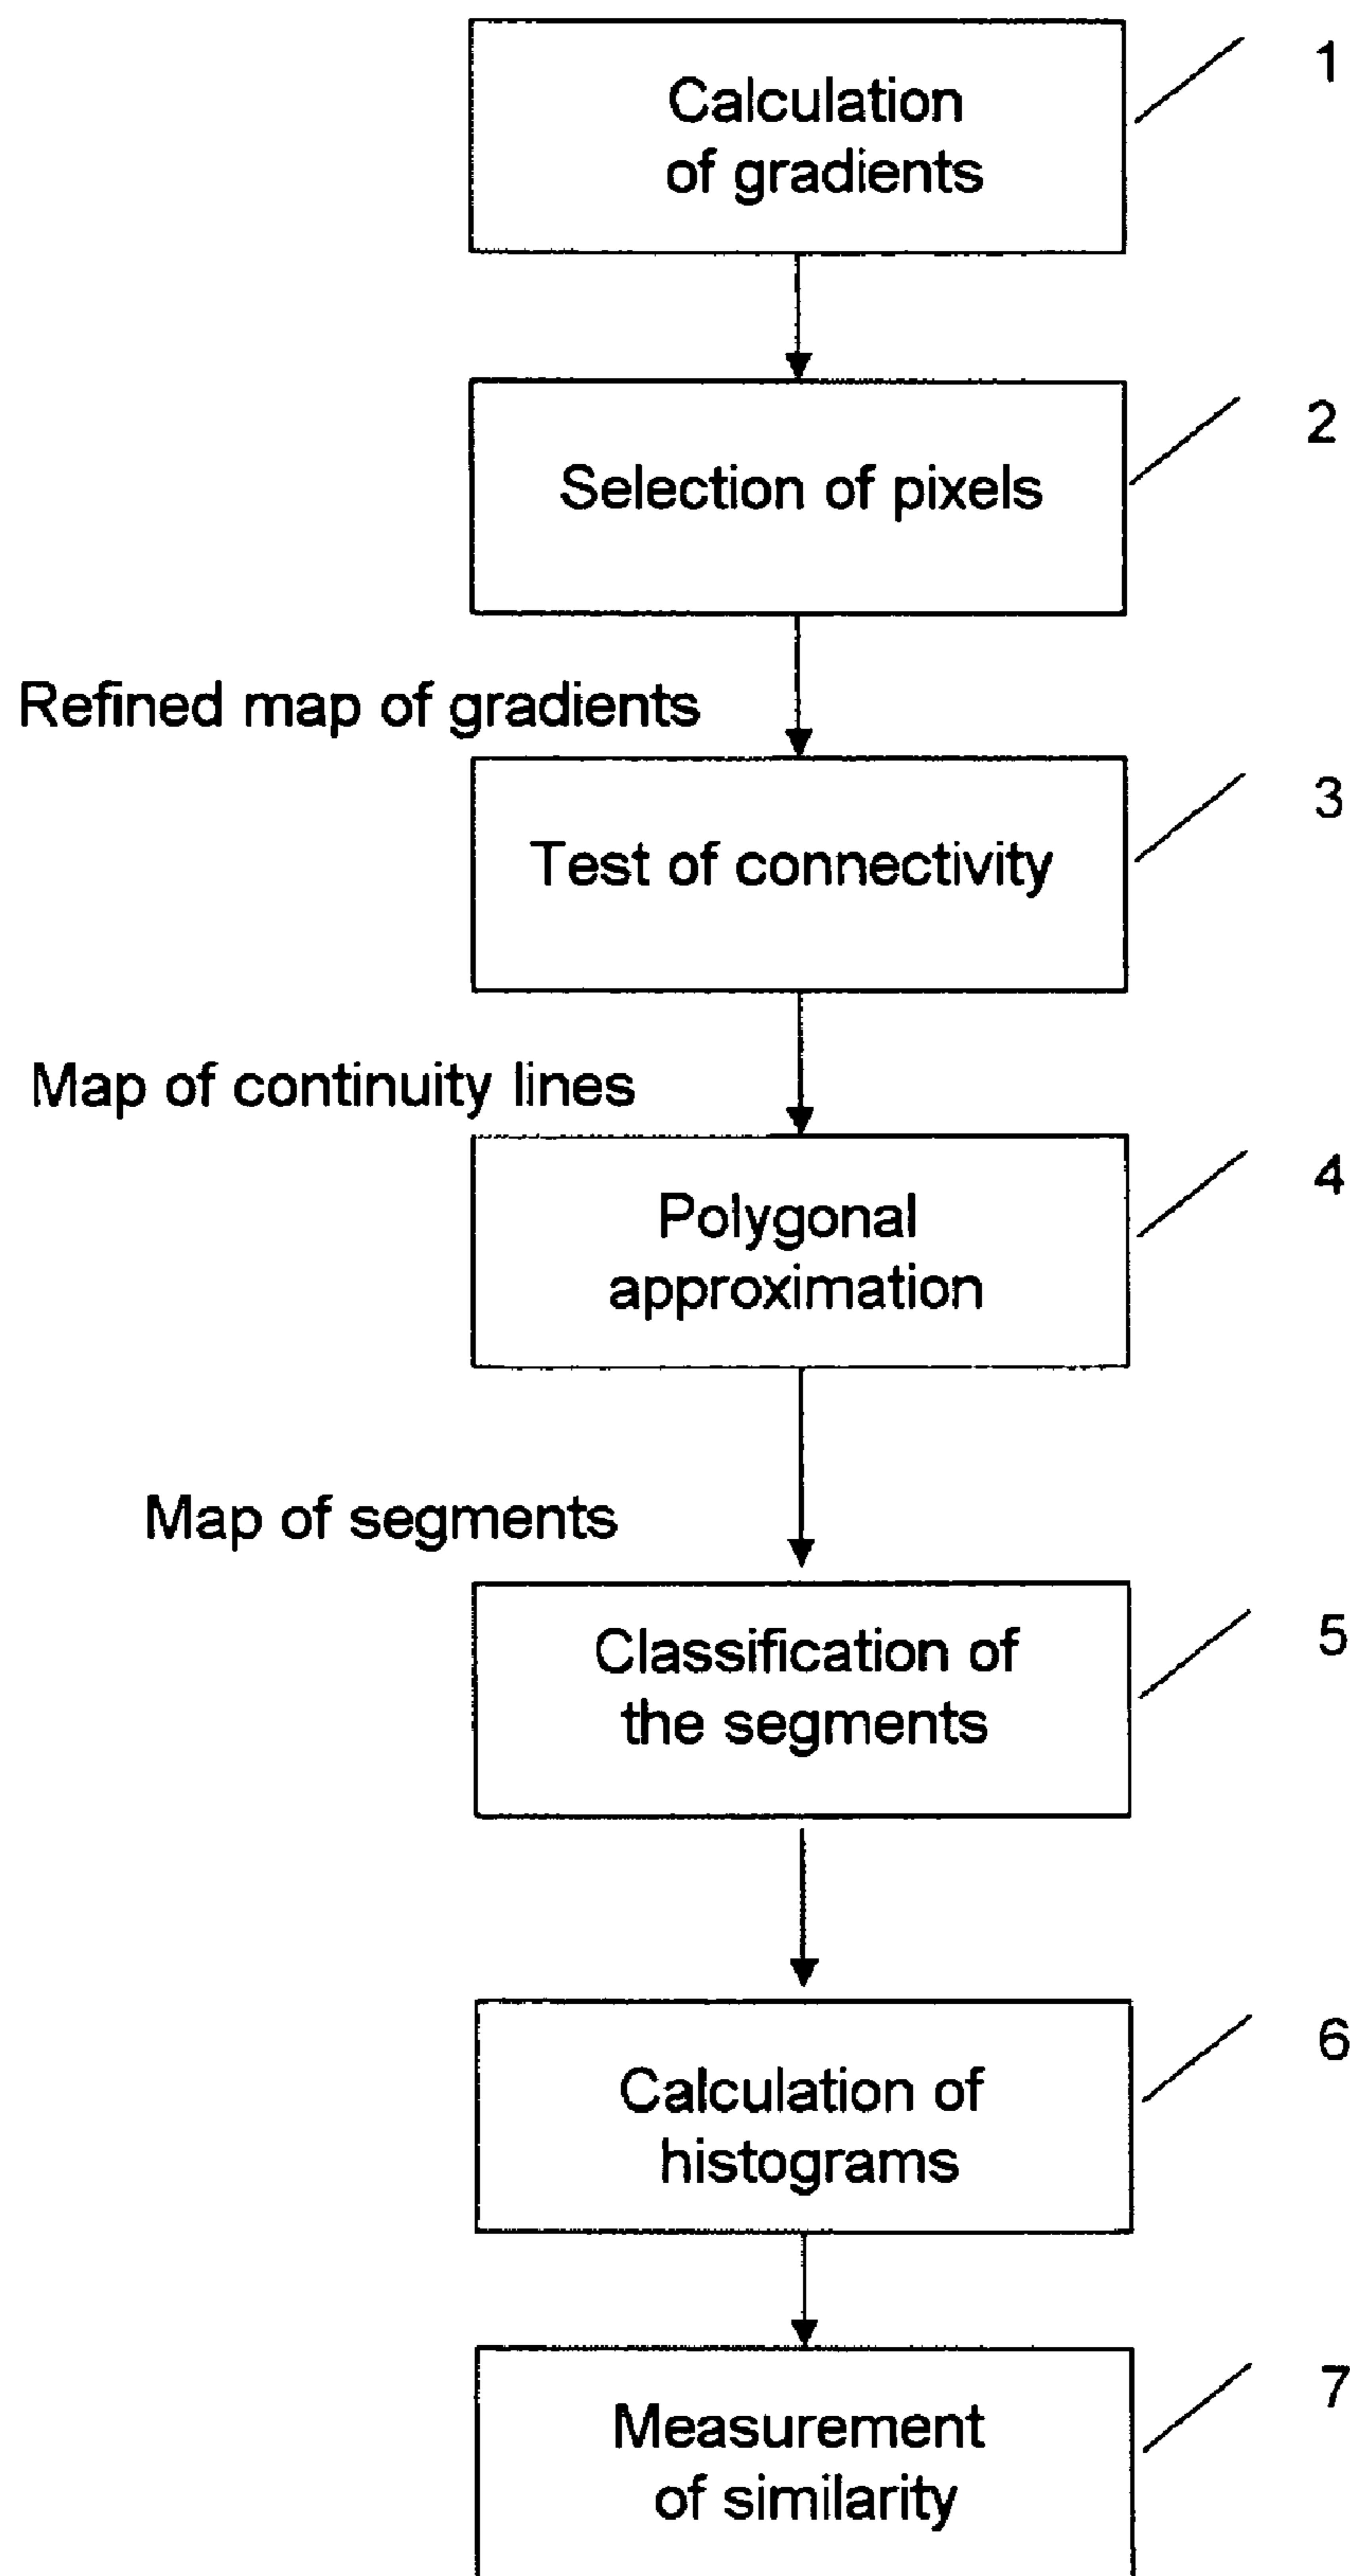 Calculation
of gradients
1
Selection of pixels
2
Refined map of gradients
Test of connectivity
3
Map of continuity lines
Polygonal
approximation
4
Map of segments
Classification of
the segments
5
Calculation of
histograms
6
Measurement
of similarity
7